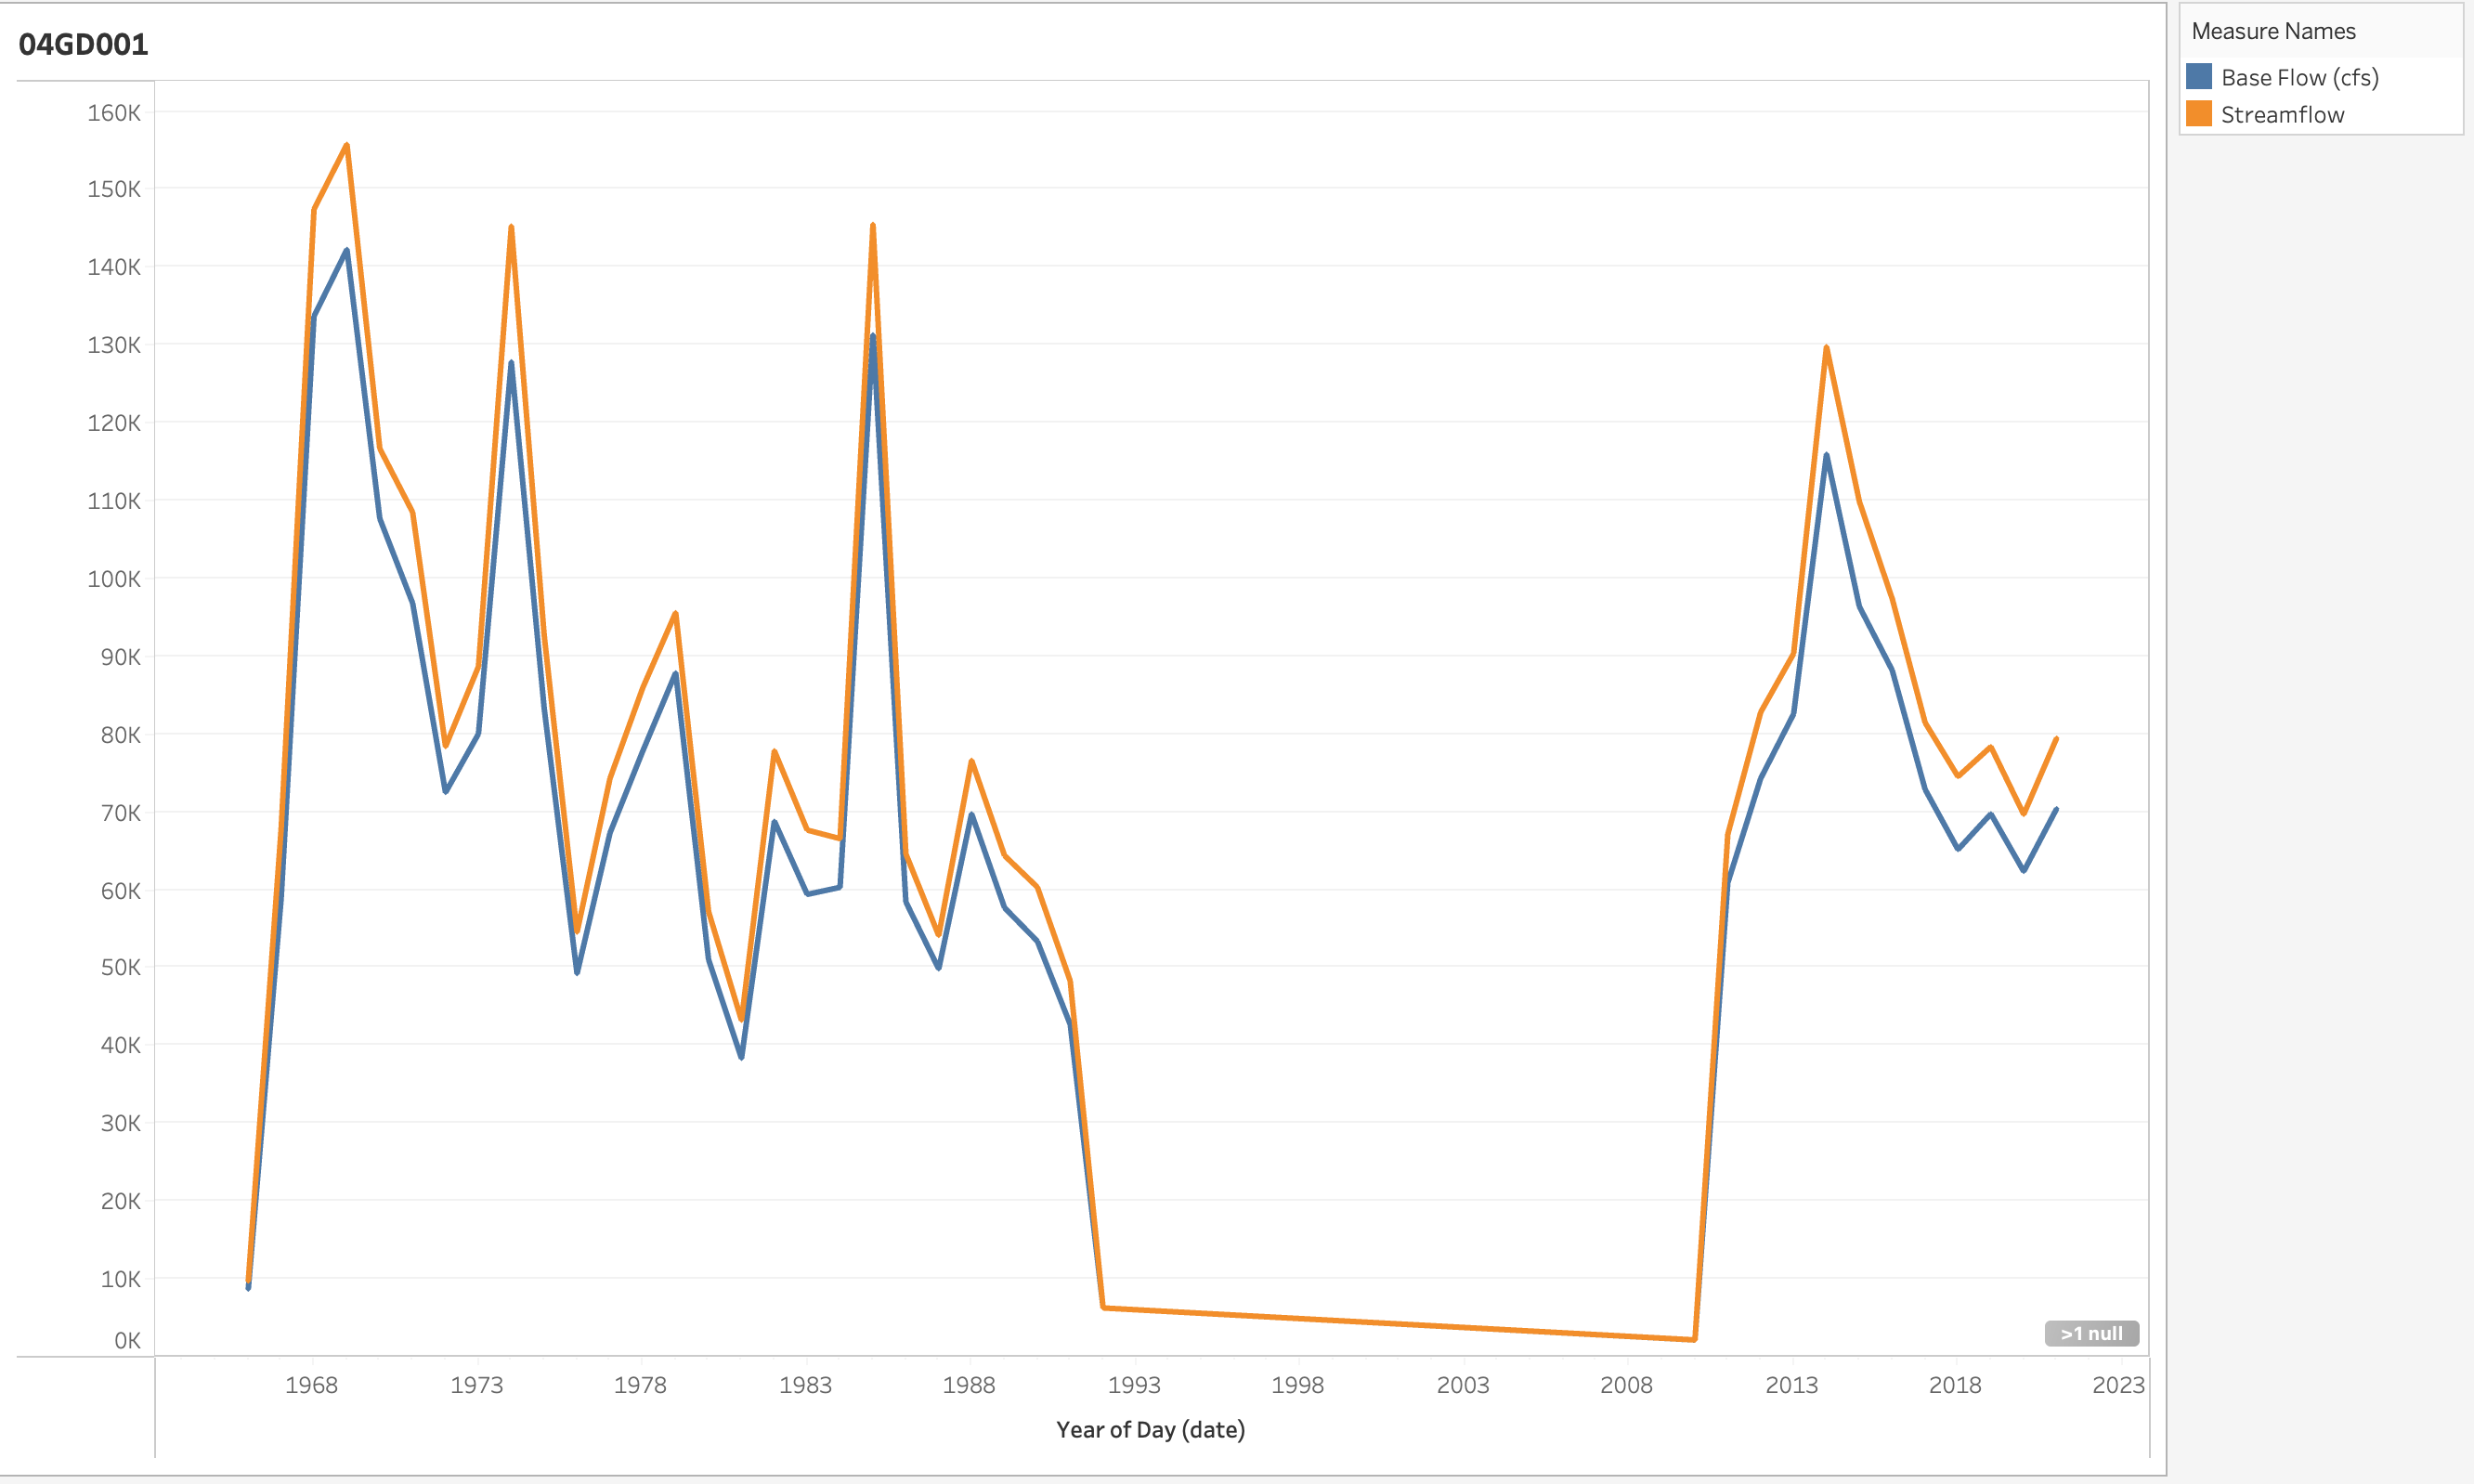 04GD001
Measure Names
Base Flow (cfs)
Streamflow
160K
150K
140K
130K
120K
110K
100K
90K
80K
70K
60K
50K
40K
30K
20K
10K
0K
>1 null
1968 1973 1978 1983 1988 1993 1998 2003 2008 2013 2018 2023
Year of Day (date)